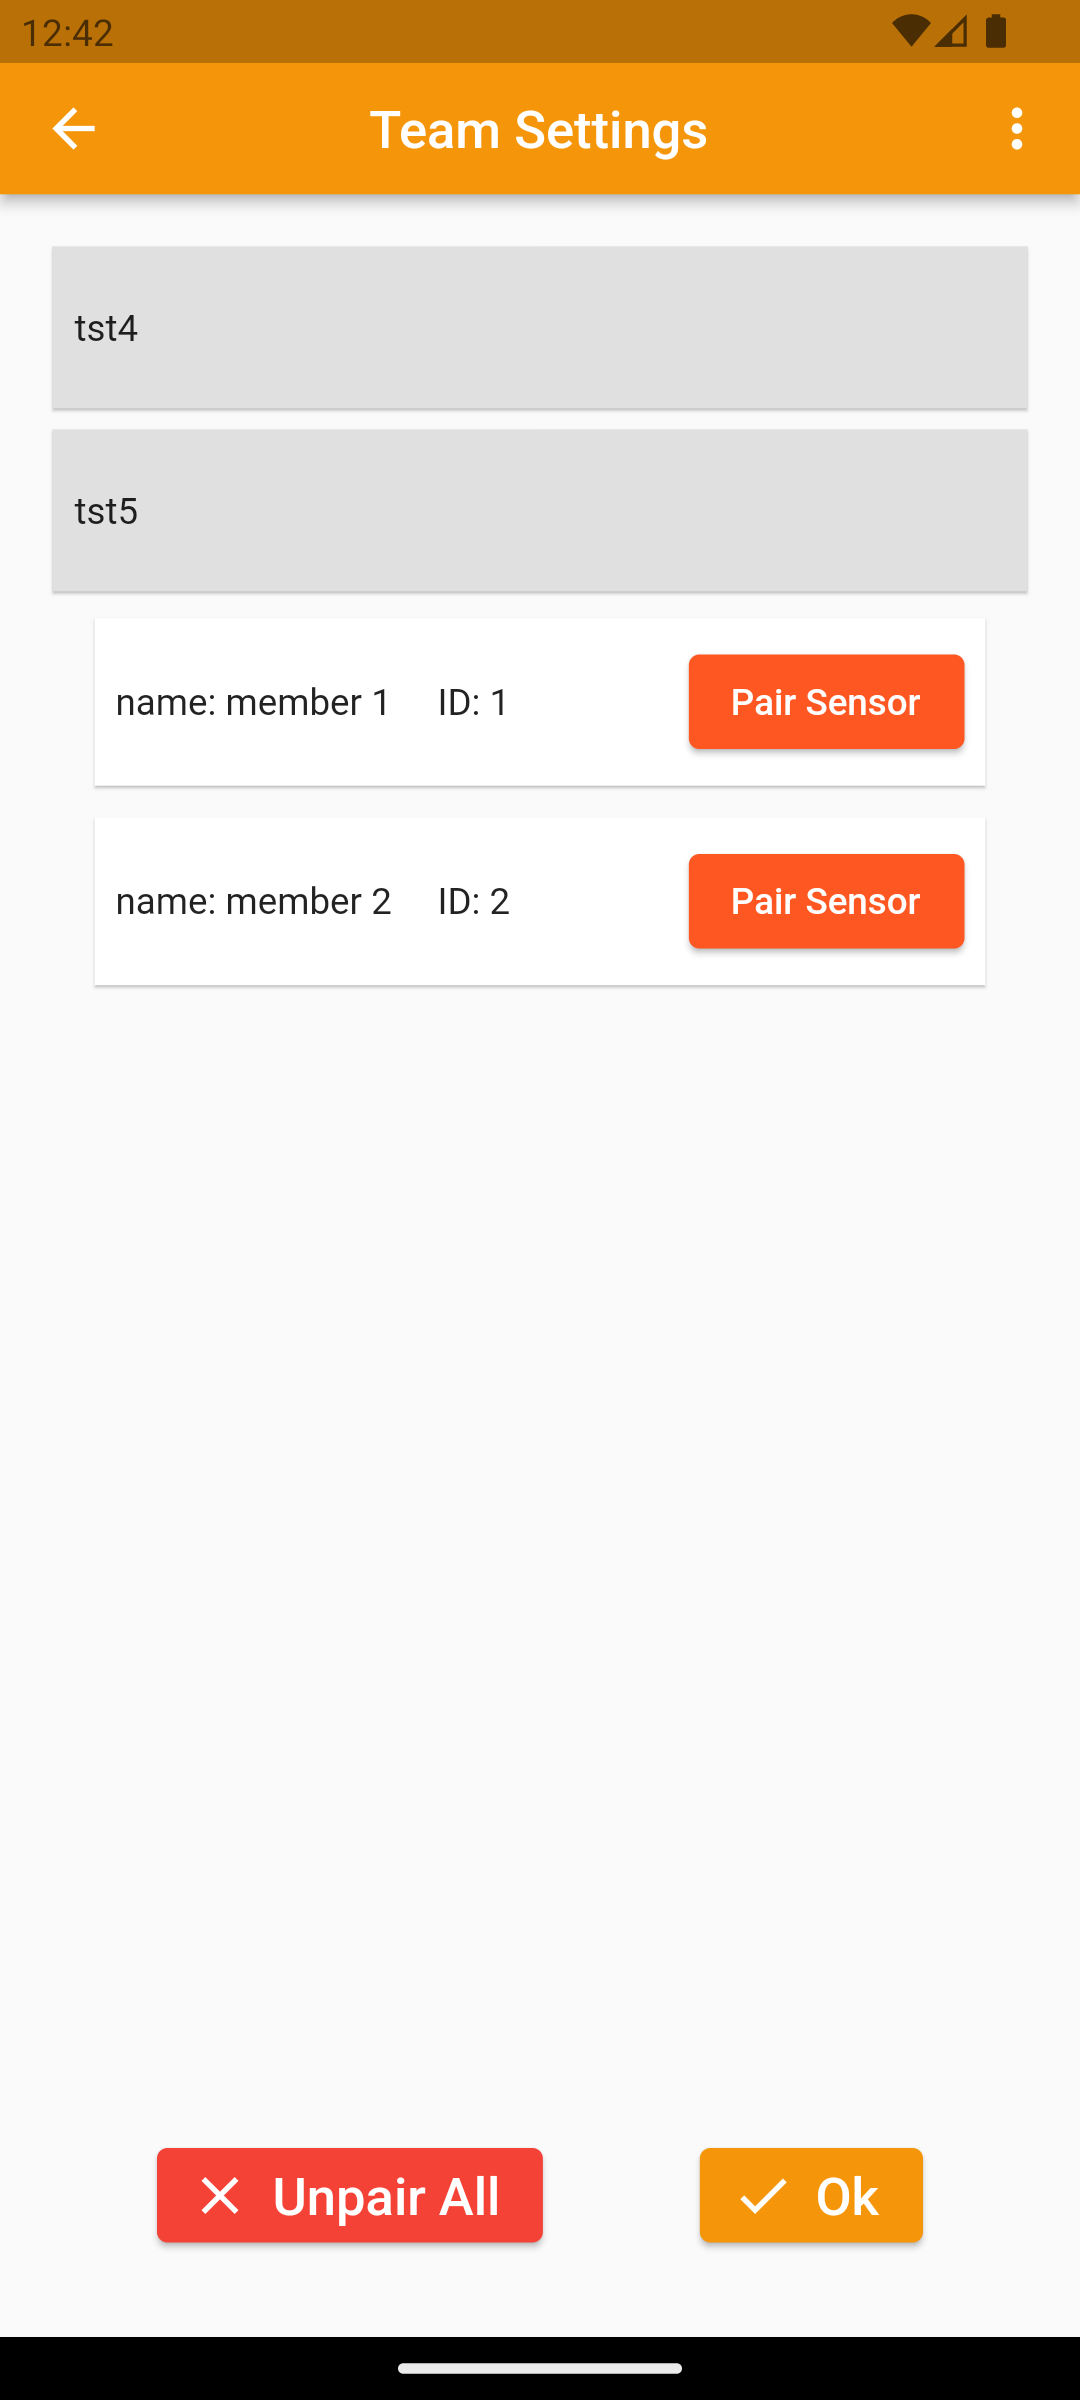 12:42
Team Settings
tst4
tst5
name: member 1 ID: 1 Pair Sensor
name: member 2 ID: 2 Pair Sensor
Unpair All Ok